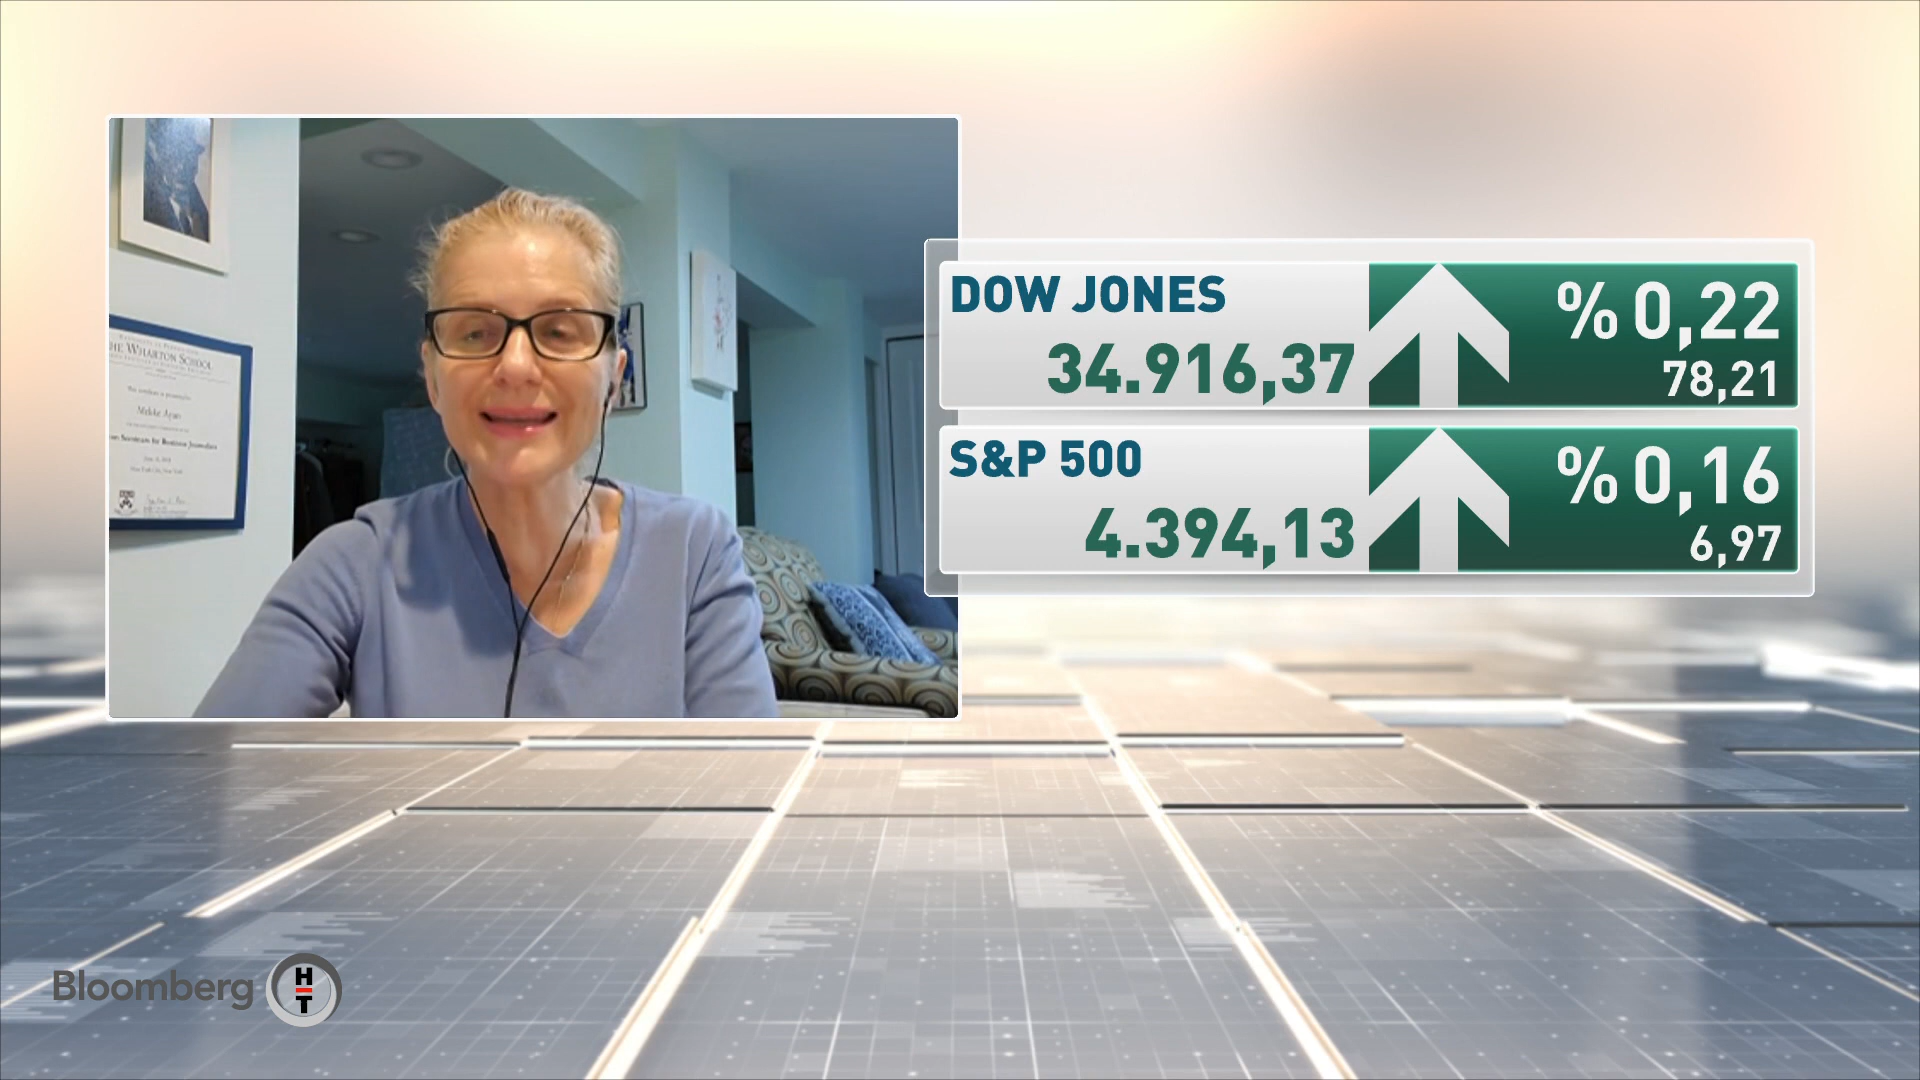 THE WHARTON SCHOOL
DOW JONES
34.916,37
% 0,22
78,21
S&P 500
4.394,13
% 0,16
6,97
Bloomberg
H
T